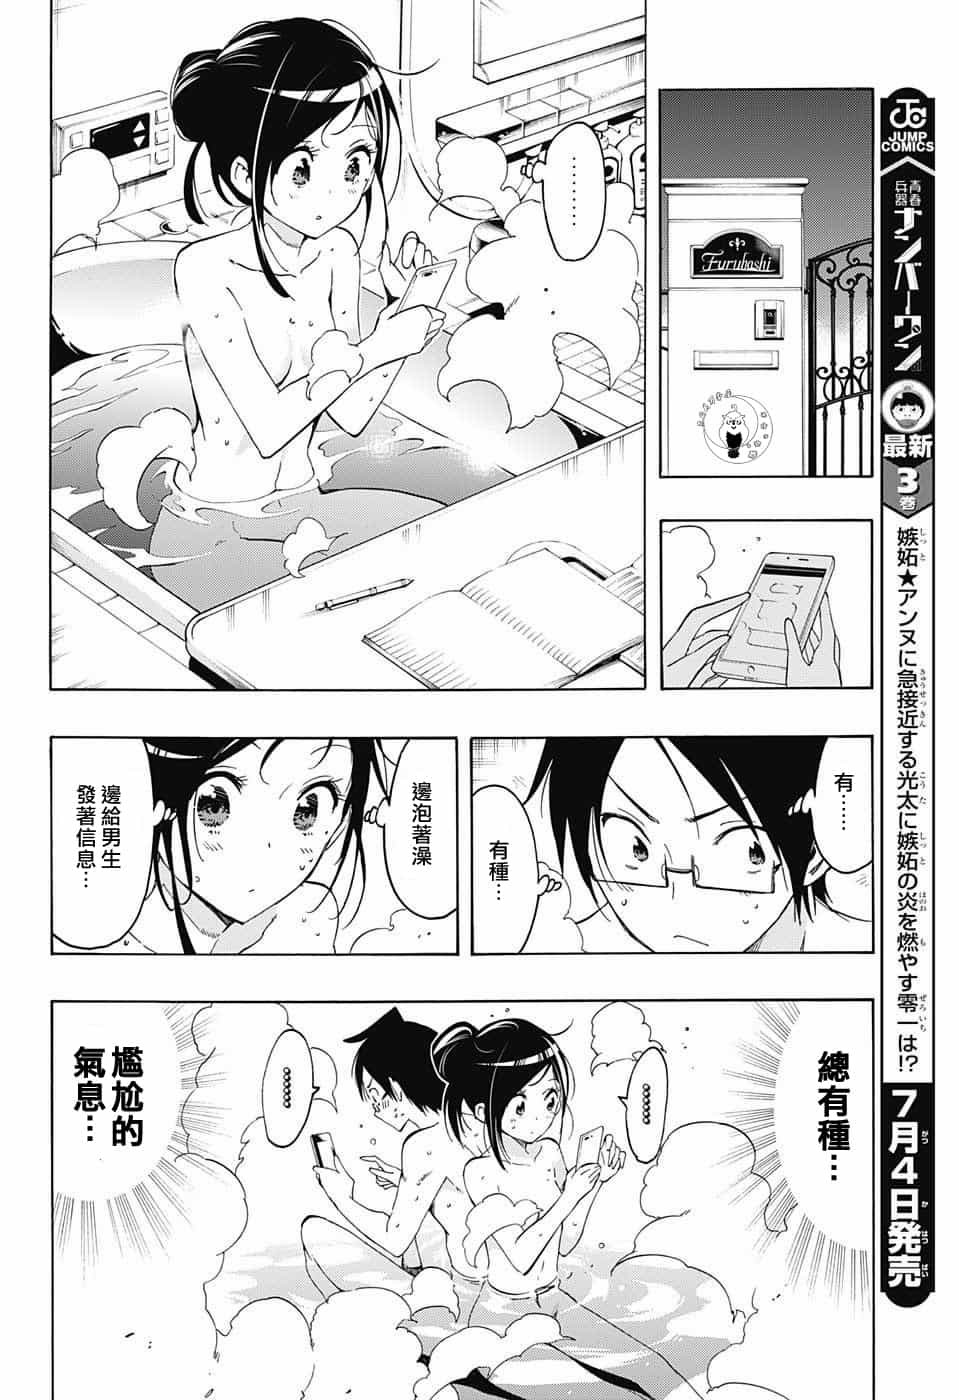 Furuhashi
……
有……
有種…
邊泡著澡
邊給男生
發著信息…
總有種…
……
……
尷尬的
氣息…
JC
JUMP
COMICS
青春
兵器
ナンバーワン
最新
3巻
嫉妬★アンヌに急接近する光太に嫉妬の炎を燃やす零一は!?
7月4日発売